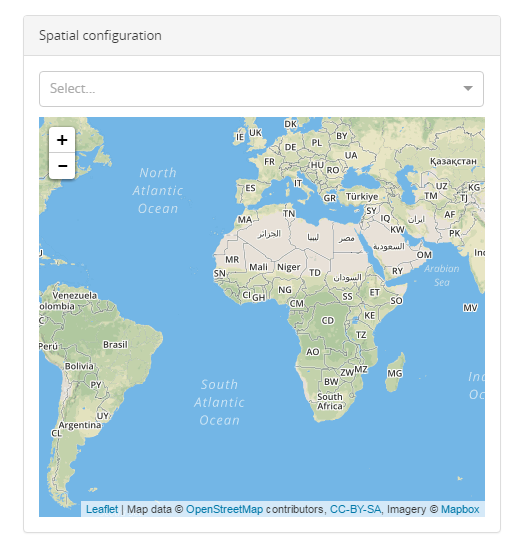 Spatial configuration
Select...
+
−
DK
IE
UK
BY
DE
PL
UA
FR
HU
RO
Қазақстан
North
Atlantic
Ocean
ES
IT
GR
Türkiye
UZ
KG
TM
TJ
MA
TN
SY
IQ
ایران
AF
الجزائر
ليبيا
مصر
KW
PK
السعودية
MR
Mali
Niger
OM
SN
TD
السودان
RY
Arabian
Sea
CI
GH
NG
SS
ET
SO
Venezuela
CM
MV
olombia
CD
KE
Perú
Brasil
TZ
Bolivia
AO
PY
ZW
MZ
MG
BW
South
Atlantic
Ocean
South
Africa
UY
Argentina
CL
Leaflet | Map data © OpenStreetMap contributors, CC-BY-SA, Imagery © Mapbox